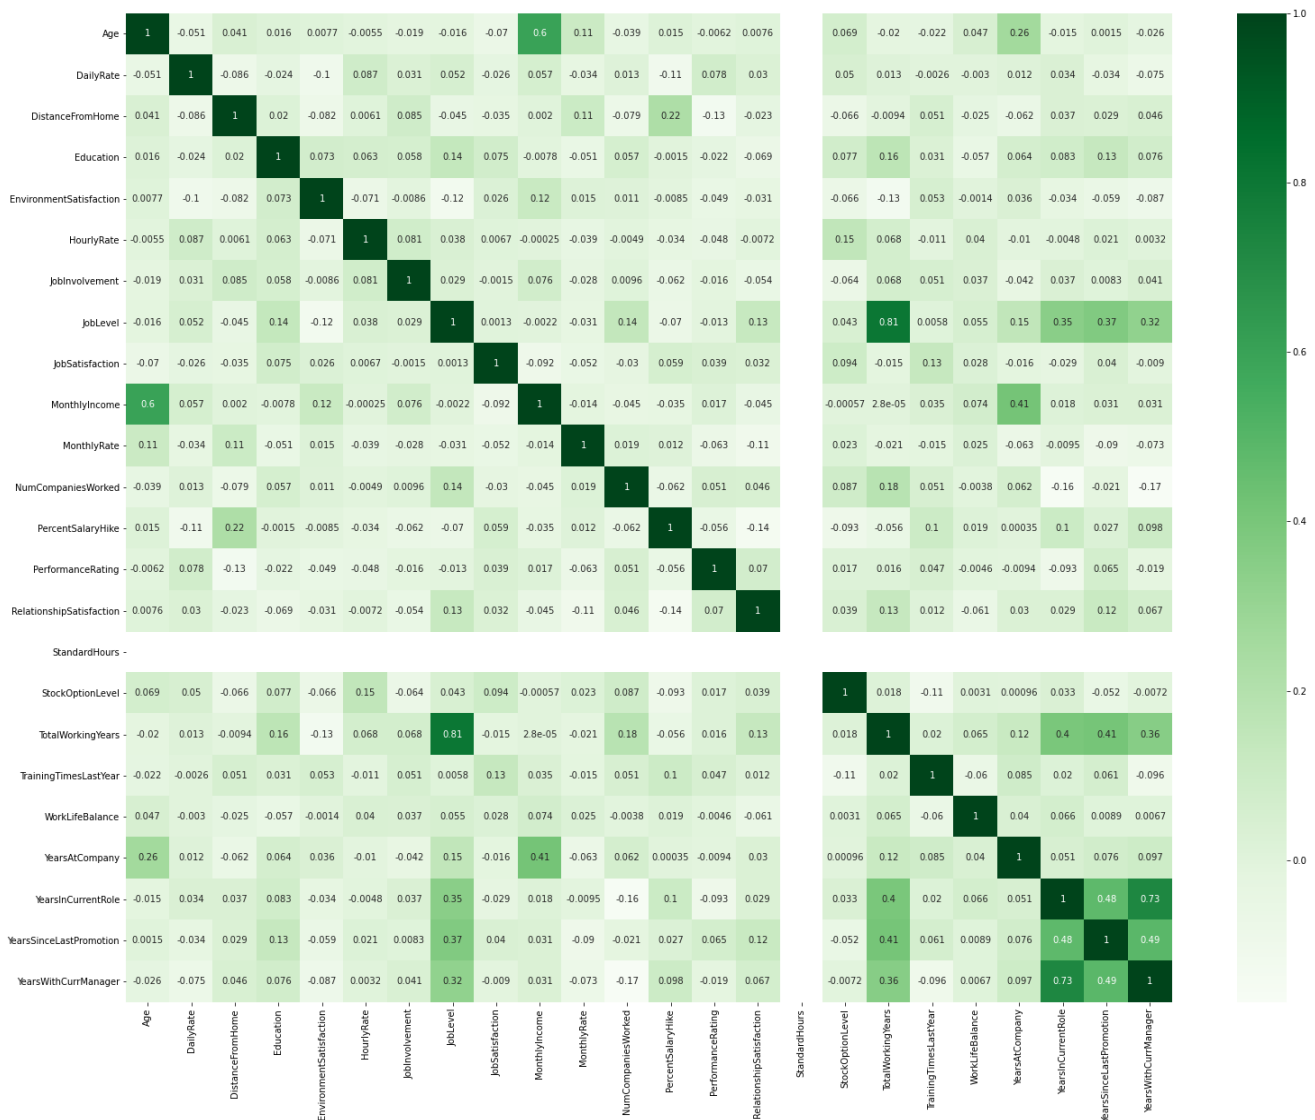 Age 1 -0.051 0.041 0.016 0.0077 -0.0055 -0.019 -0.016 -0.07 0.6 0.11 -0.039 0.015 -0.0062 0.0076 0.069 -0.02 -0.022 0.047 0.26 -0.015 0.0015 -0.026
DailyRate -0.051 1 -0.086 -0.024 -0.1 0.087 0.031 0.052 -0.026 0.057 -0.034 0.013 -0.11 0.078 0.03 0.05 0.013 -0.0026 -0.003 0.012 0.034 -0.034 -0.075
DistanceFromHome 0.041 -0.086 1 0.02 -0.082 0.0061 0.085 -0.045 -0.035 0.002 0.11 -0.079 0.22 -0.13 -0.023 -0.066 -0.0094 0.051 -0.025 -0.062 0.037 0.029 0.046
Education 0.016 -0.024 0.02 1 0.073 0.063 0.058 0.14 0.075 -0.0078 -0.051 0.057 -0.0015 -0.022 -0.069 0.077 0.16 0.031 -0.057 0.064 0.083 0.13 0.076
EnvironmentSatisfaction 0.0077 -0.1 -0.082 0.073 1 -0.071 -0.0086 -0.12 0.026 0.12 0.015 0.011 -0.0085 -0.049 -0.031 -0.066 -0.13 0.053 -0.0014 0.036 -0.034 -0.059 -0.087
HourlyRate -0.0055 0.087 0.0061 0.063 -0.071 1 0.081 0.038 0.0067 -0.00025 -0.039 -0.0049 -0.034 -0.048 -0.0072 0.15 0.068 -0.011 0.04 -0.01 -0.0048 0.021 0.0032
JobInvolvement -0.019 0.031 0.085 0.058 -0.0086 0.081 1 0.029 -0.0015 0.076 -0.028 0.0096 -0.062 -0.016 -0.054 -0.064 0.068 0.051 0.037 -0.042 0.037 0.0083 0.041
JobLevel -0.016 0.052 -0.045 0.14 -0.12 0.038 0.029 1 0.0013 -0.0022 -0.031 0.14 -0.07 -0.013 0.13 0.043 0.81 0.0058 0.055 0.15 0.35 0.37 0.32
JobSatisfaction -0.07 -0.026 -0.035 0.075 0.026 0.0067 -0.0015 0.0013 1 -0.092 -0.052 -0.03 0.059 0.039 0.032 0.094 -0.015 0.13 0.028 -0.016 -0.029 0.04 -0.009
MonthlyIncome 0.6 0.057 0.002 -0.0078 0.12 -0.00025 0.076 -0.0022 -0.092 1 -0.014 -0.045 -0.035 0.017 -0.045 -0.00057 2.8e-05 0.035 0.074 0.41 0.018 0.031 0.031
MonthlyRate 0.11 -0.034 0.11 -0.051 0.015 -0.039 -0.028 -0.031 -0.052 -0.014 1 0.019 0.012 -0.063 -0.11 0.023 -0.021 -0.015 0.025 -0.063 -0.0095 -0.09 -0.073
NumCompaniesWorked -0.039 0.013 -0.079 0.057 0.011 -0.0049 0.0096 0.14 -0.03 -0.045 0.019 1 -0.062 0.051 0.046 0.087 0.18 0.051 -0.0038 0.062 -0.16 -0.021 -0.17
PercentSalaryHike 0.015 -0.11 0.22 -0.0015 -0.0085 -0.034 -0.062 -0.07 0.059 -0.035 0.012 -0.062 1 -0.056 -0.14 -0.093 -0.056 0.1 0.019 0.00035 0.1 0.027 0.098
PerformanceRating -0.0062 0.078 -0.13 -0.022 -0.049 -0.048 -0.016 -0.013 0.039 0.017 -0.063 0.051 -0.056 1 0.07 0.017 0.016 0.047 -0.0046 -0.0094 -0.093 0.065 -0.019
RelationshipSatisfaction 0.0076 0.03 -0.023 -0.069 -0.031 -0.0072 -0.054 0.13 0.032 -0.045 -0.11 0.046 -0.14 0.07 1 0.039 0.13 0.012 -0.061 0.03 0.029 0.12 0.067
StandardHours
StockOptionLevel 0.069 0.05 -0.066 0.077 -0.066 0.15 -0.064 0.043 0.094 -0.00057 0.023 0.087 -0.093 0.017 0.039 1 0.018 -0.11 0.0031 0.00096 0.033 -0.052 -0.0072
TotalWorkingYears -0.02 0.013 -0.0094 0.16 -0.13 0.068 0.068 0.81 -0.015 2.8e-05 -0.021 0.18 -0.056 0.016 0.13 0.018 1 0.02 0.065 0.12 0.4 0.41 0.36
TrainingTimesLastYear -0.022 -0.0026 0.051 0.031 0.053 -0.011 0.051 0.0058 0.13 0.035 -0.015 0.051 0.1 0.047 0.012 -0.11 0.02 1 -0.06 0.085 0.02 0.061 -0.096
WorkLifeBalance 0.047 -0.003 -0.025 -0.057 -0.0014 0.04 0.037 0.055 0.028 0.074 0.025 -0.0038 0.019 -0.0046 -0.061 0.0031 0.065 -0.06 1 0.04 0.066 0.0089 0.0067
YearsAtCompany 0.26 0.012 -0.062 0.064 0.036 -0.01 -0.042 0.15 -0.016 0.41 -0.063 0.062 0.00035 -0.0094 0.03 0.00096 0.12 0.085 0.04 1 0.051 0.076 0.097
YearsInCurrentRole -0.015 0.034 0.037 0.083 -0.034 -0.0048 0.037 0.35 -0.029 0.018 -0.0095 -0.16 0.1 -0.093 0.029 0.033 0.4 0.02 0.066 0.051 1 0.48 0.73
YearsSinceLastPromotion 0.0015 -0.034 0.029 0.13 -0.059 0.021 0.0083 0.37 0.04 0.031 -0.09 -0.021 0.027 0.065 0.12 -0.052 0.41 0.061 0.0089 0.076 0.48 1 0.49
YearsWithCurrManager -0.026 -0.075 0.046 0.076 -0.087 0.0032 0.041 0.32 -0.009 0.031 -0.073 -0.17 0.098 -0.019 0.067 -0.0072 0.36 -0.096 0.0067 0.097 0.73 0.49 1
Age
DailyRate
DistanceFromHome
Education
EnvironmentSatisfaction
HourlyRate
JobInvolvement
JobLevel
JobSatisfaction
MonthlyIncome
MonthlyRate
NumCompaniesWorked
PercentSalaryHike
PerformanceRating
RelationshipSatisfaction
StandardHours
StockOptionLevel
TotalWorkingYears
TrainingTimesLastYear
WorkLifeBalance
YearsAtCompany
YearsInCurrentRole
YearsSinceLastPromotion
YearsWithCurrManager
1.0
0.8
0.6
0.4
0.2
0.0